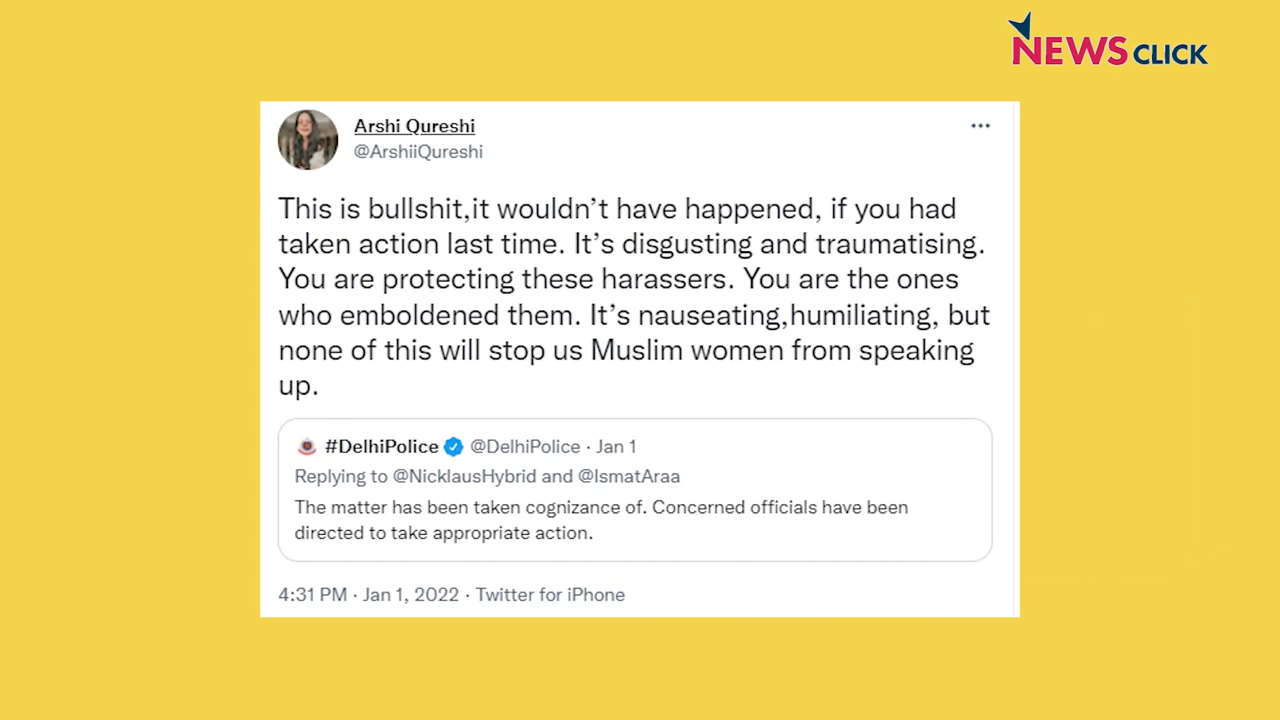 NEWS CLICK
Arshi Qureshi
@ArshiiQureshi
This is bullshit,it wouldn’t have happened, if you had
taken action last time. It’s disgusting and traumatising.
You are protecting these harassers. You are the ones
who emboldened them. It’s nauseating,humiliating, but
none of this will stop us Muslim women from speaking
up.
#DelhiPolice @DelhiPolice · Jan 1
Replying to @NicklausHybrid and @IsmatAraa
The matter has been taken cognizance of. Concerned officials have been
directed to take appropriate action.
4:31 PM · Jan 1, 2022 · Twitter for iPhone